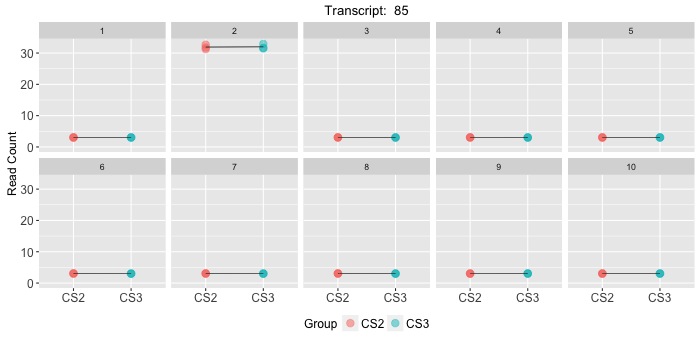 Transcript: 85
1 2 3 4 5
30
20
10
0
6 7 8 9 10
30
20
10
0
Read Count
CS2 CS3 CS2 CS3 CS2 CS3 CS2 CS3 CS2 CS3
Group CS2 CS3